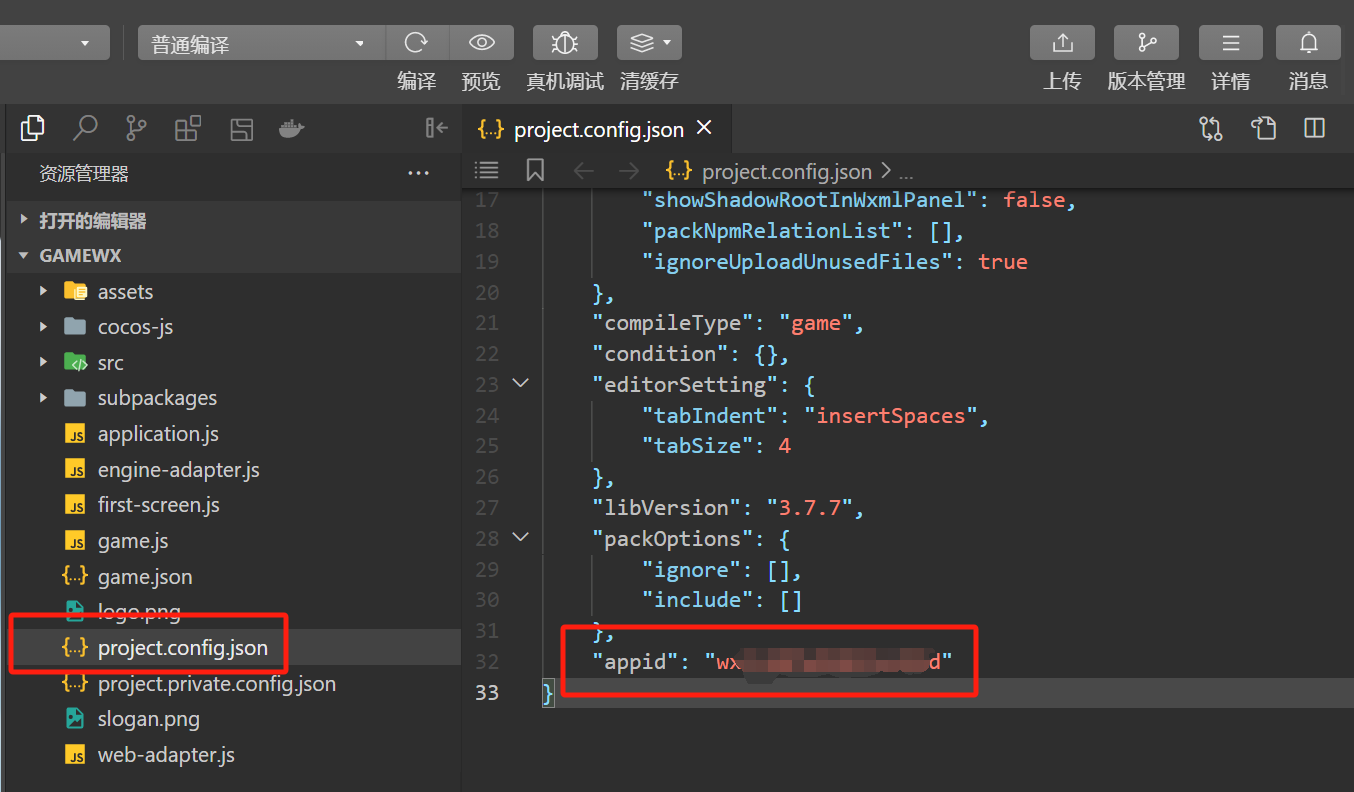 普通编译
编译
预览
真机调试
清缓存
上传
版本管理
详情
消息
project.config.json
资源管理器
project.config.json > ...
打开的编辑器
GAMEWX
assets
cocos-js
src
subpackages
application.js
engine-adapter.js
first-screen.js
game.js
game.json
logo.png
project.config.json
project.private.config.json
slogan.png
web-adapter.js
17 "showShadowRootInWxmlPanel": false,
18 "packNpmRelationList": [],
19 "ignoreUploadUnusedFiles": true
20 },
21 "compileType": "game",
22 "condition": {},
23 "editorSetting": {
24 "tabIndent": "insertSpaces",
25 "tabSize": 4
26 },
27 "libVersion": "3.7.7",
28 "packOptions": {
29 "ignore": [],
30 "include": []
31 },
32 "appid": "wx d"
33 }